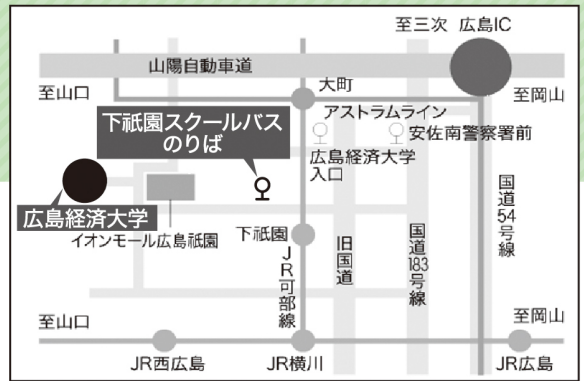 至三次 広島IC
山陽自動車道
至山口
大町
至岡山
アストラムライン
下祇園スクールバス
のりば
安佐南警察署前
広島経済大学
入口
広島経済大学
イオンモール広島祇園
下祇園
JR可部線
旧国道
国道183号線
国道54号線
至山口
至岡山
JR西広島
JR横川
JR広島